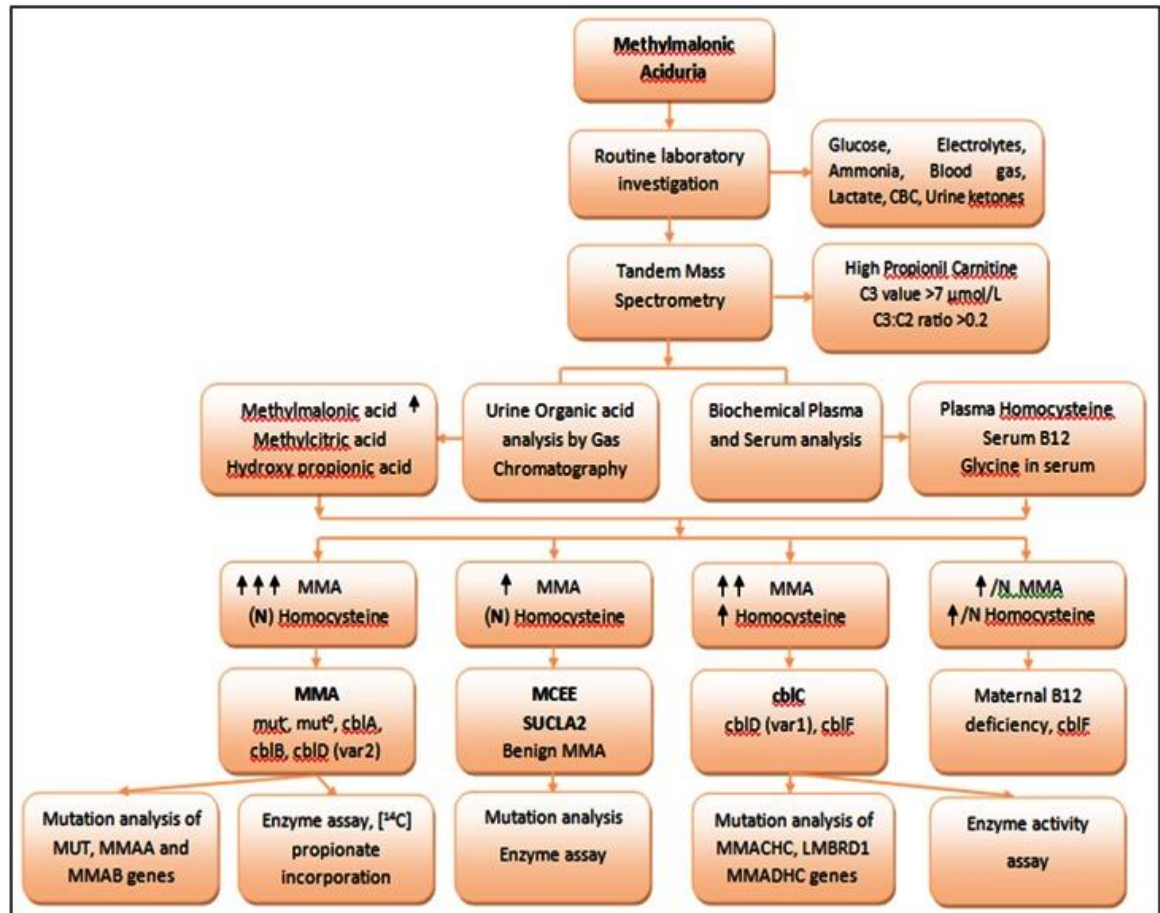 Methylmalonic
Aciduria
Routine laboratory
investigation
Glucose, Electrolytes,
Ammonia, Blood gas,
Lactate, CBC, Urine ketones
Tandem Mass
Spectrometry
High Propionil Carnitine
C3 value >7 µmol/L
C3:C2 ratio >0.2
Methylmalonic acid ↑
Methylcitric acid
Hydroxy propionic acid
Urine Organic acid
analysis by Gas
Chromatography
Biochemical Plasma
and Serum analysis
Plasma Homocysteine
Serum B12
Glycine in serum
↑↑↑ MMA
(N) Homocysteine
↑ MMA
(N) Homocysteine
↑↑ MMA
↑ Homocysteine
↑/N MMA
↑/N Homocysteine
MMA
mut⁻, mut⁰, cblA,
cblB, cblD (var2)
MCEE
SUCLA2
Benign MMA
cblC
cblD (var1), cblF
Maternal B12
deficiency, cblF
Mutation analysis of
MUT, MMAA and
MMAB genes
Enzyme assay, [¹⁴C]
propionate
incorporation
Mutation analysis
Enzyme assay
Mutation analysis of
MMACHC, LMBRD1
MMADHC genes
Enzyme activity
assay